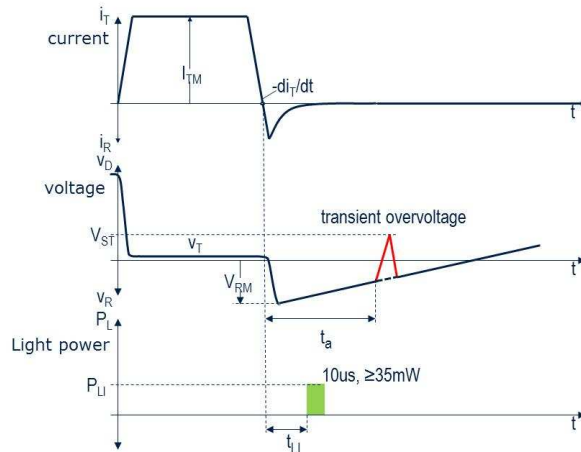 i_T
current
I_TM
-di_T/dt
t
i_R
v_D
voltage
transient overvoltage
V_ST
v_T
t
V_RM
v_R
t_a
P_L
Light power
P_LI
10us, ≥35mW
t
t_LI